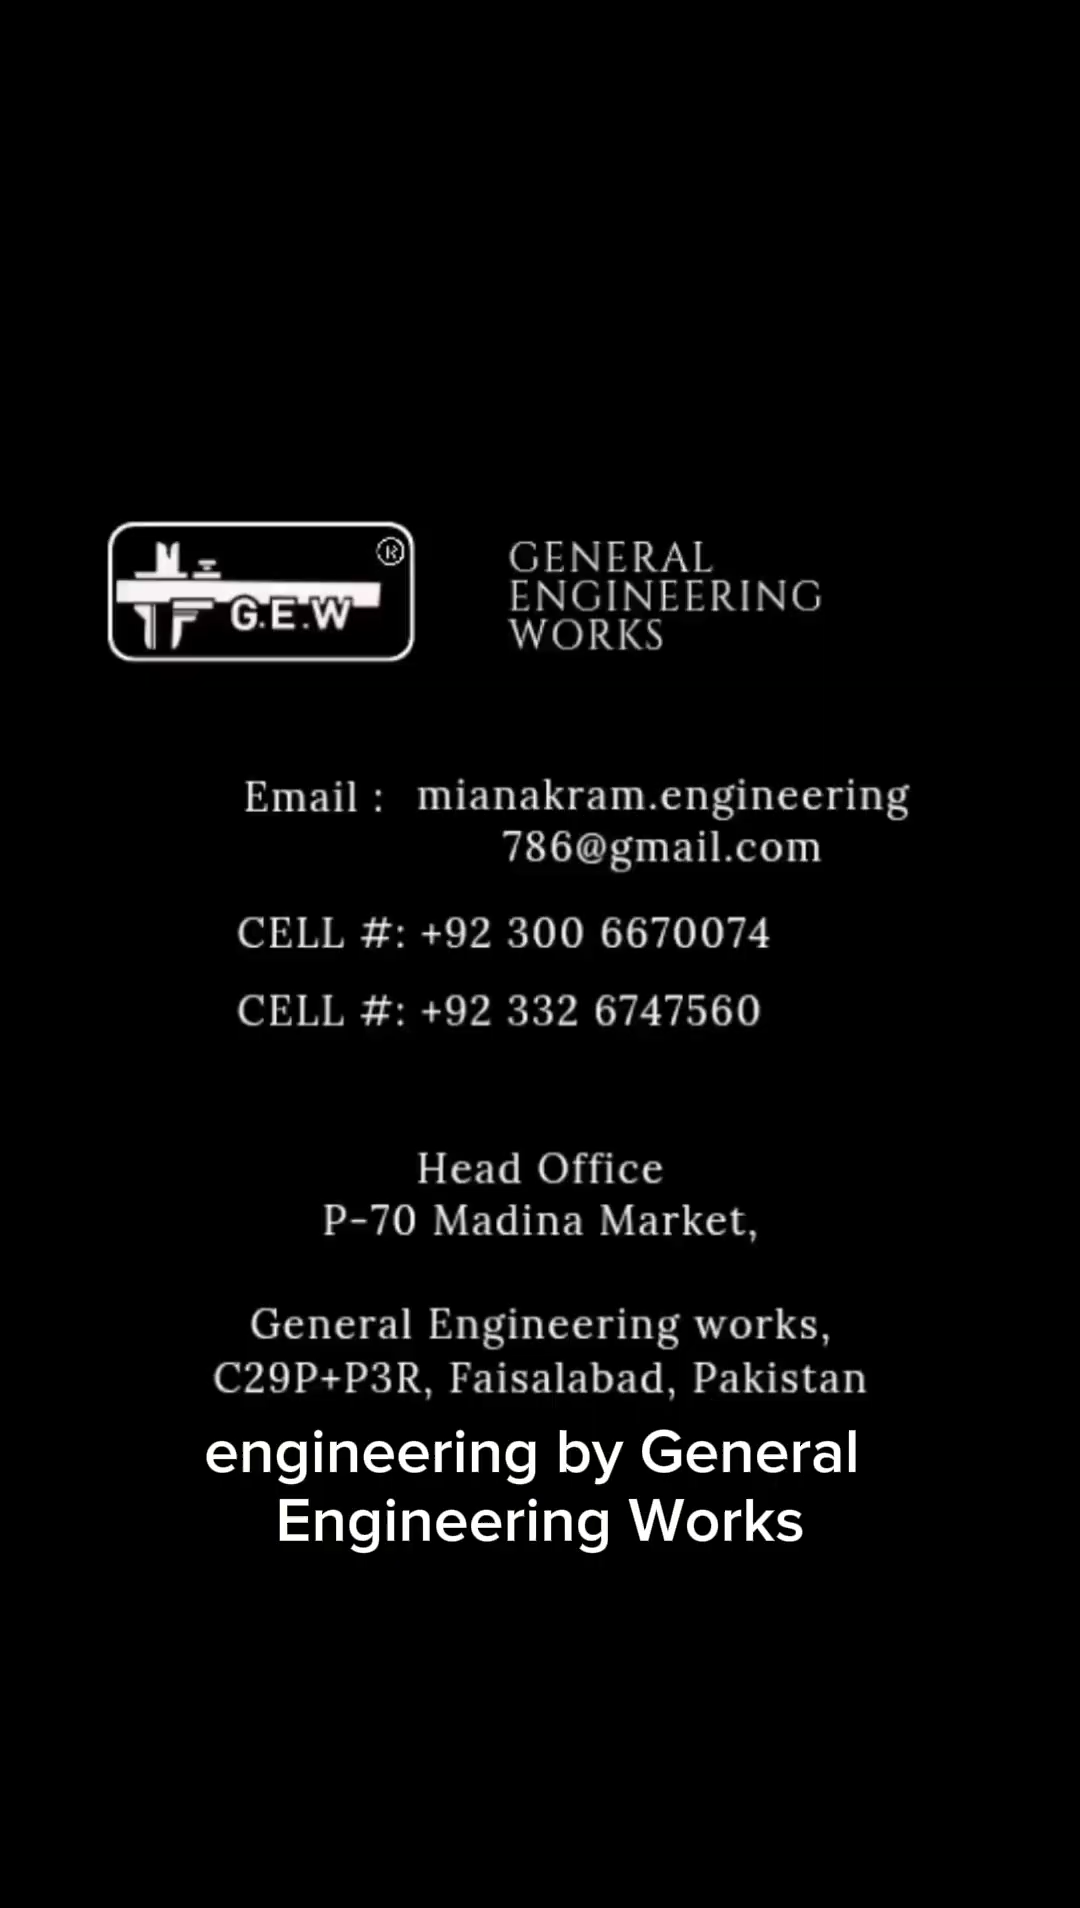 G.E.W ®
GENERAL
ENGINEERING
WORKS
Email : mianakram.engineering
786@gmail.com
CELL #: +92 300 6670074
CELL #: +92 332 6747560
Head Office
P-70 Madina Market,
General Engineering works,
C29P+P3R, Faisalabad, Pakistan
engineering by General
Engineering Works